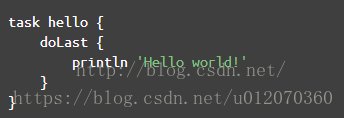 task hello {
    doLast {
        println 'Hello world!'
http://blog.csdn.net/
    }
https://blog.csdn.net/u012070360
}